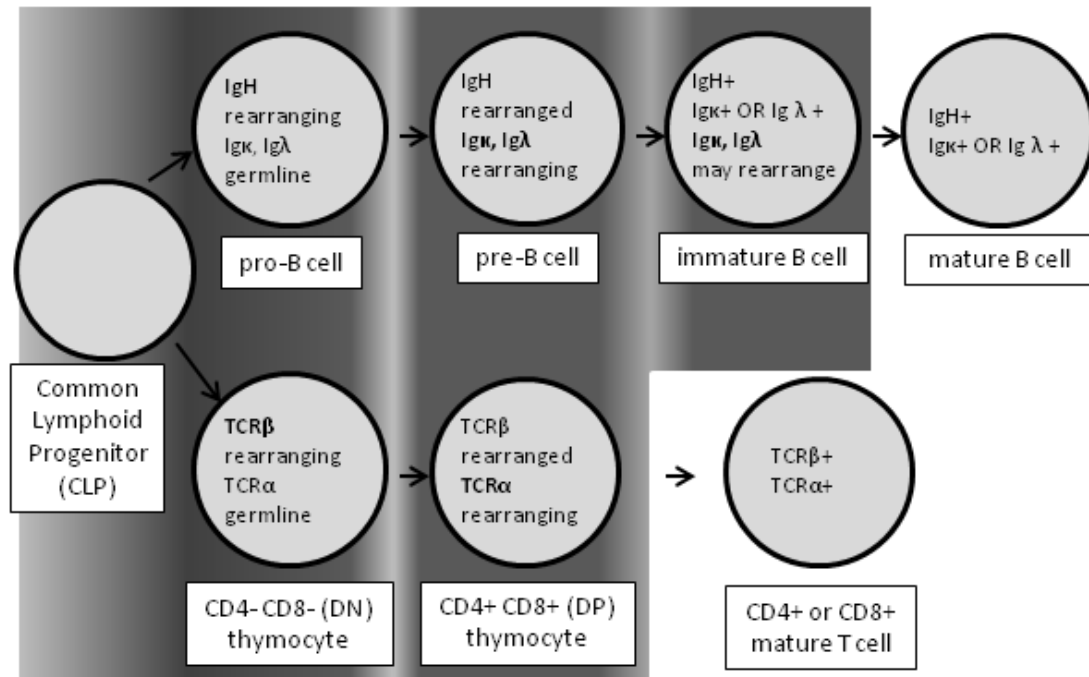 IgH
rearranging
Igκ, Igλ
germline
pro-B cell
IgH
rearranged
Igκ, Igλ
rearranging
pre-B cell
IgH+
Igκ+ OR Ig λ +
Igκ, Igλ
may rearrange
immature B cell
IgH+
Igκ+ OR Ig λ +
mature B cell
Common
Lymphoid
Progenitor
(CLP)
TCRβ
rearranging
TCRα
germline
CD4- CD8- (DN)
thymocyte
TCRβ
rearranged
TCRα
rearranging
CD4+ CD8+ (DP)
thymocyte
TCRβ+
TCRα+
CD4+ or CD8+
mature T cell